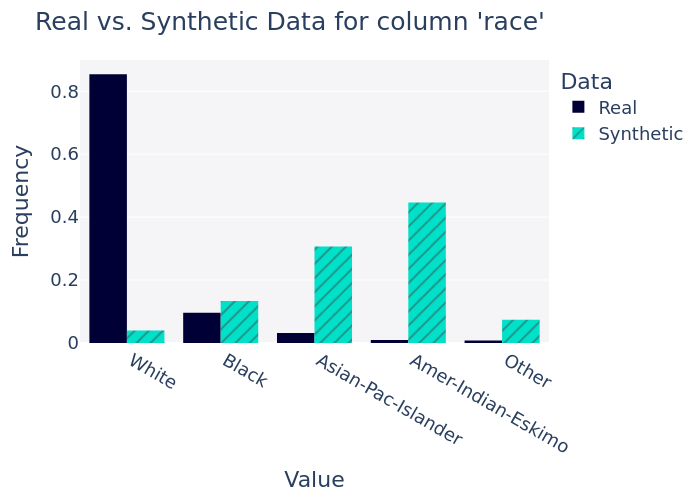 Real vs. Synthetic Data for column 'race'
Data
Real
Synthetic
Frequency
0.8
0.6
0.4
0.2
0
White
Black
Asian-Pac-Islander
Amer-Indian-Eskimo
Other
Value